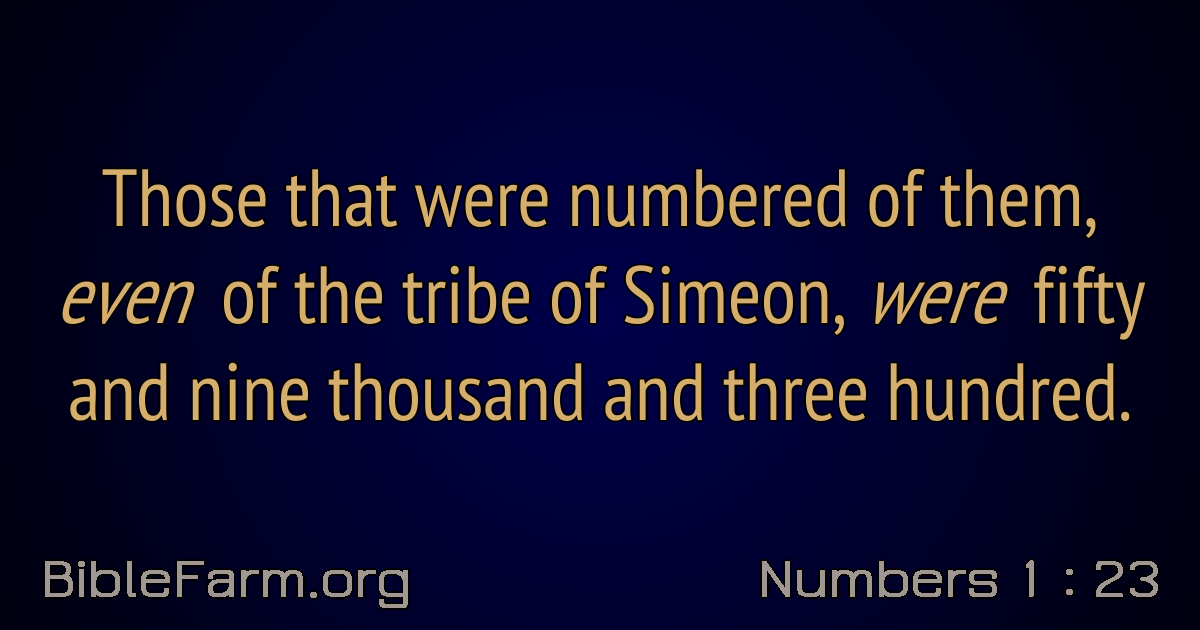 Those that were numbered of them,
even of the tribe of Simeon, were fifty
and nine thousand and three hundred.
BibleFarm.org
Numbers 1 : 23